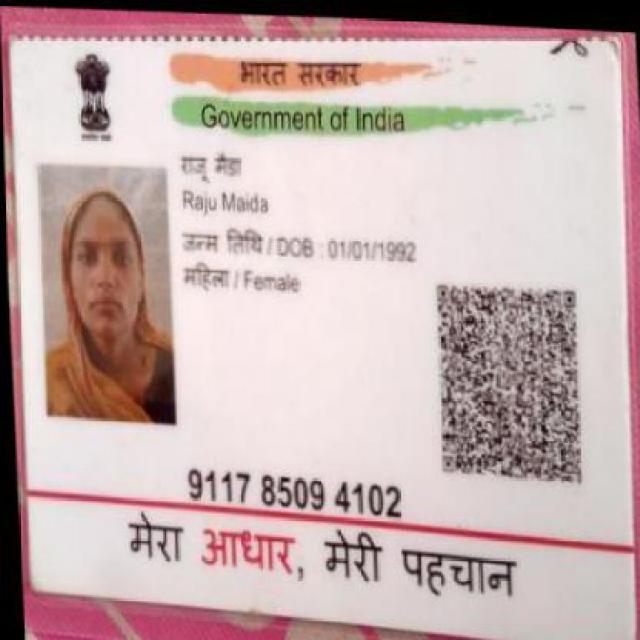 भारत सरकार
Government of India
राजू मैडा
Raju Maida
जन्म तिथि / DOB : 01/01/1992
महिला / Female
9117 8509 4102
मेरा आधार, मेरी पहचान